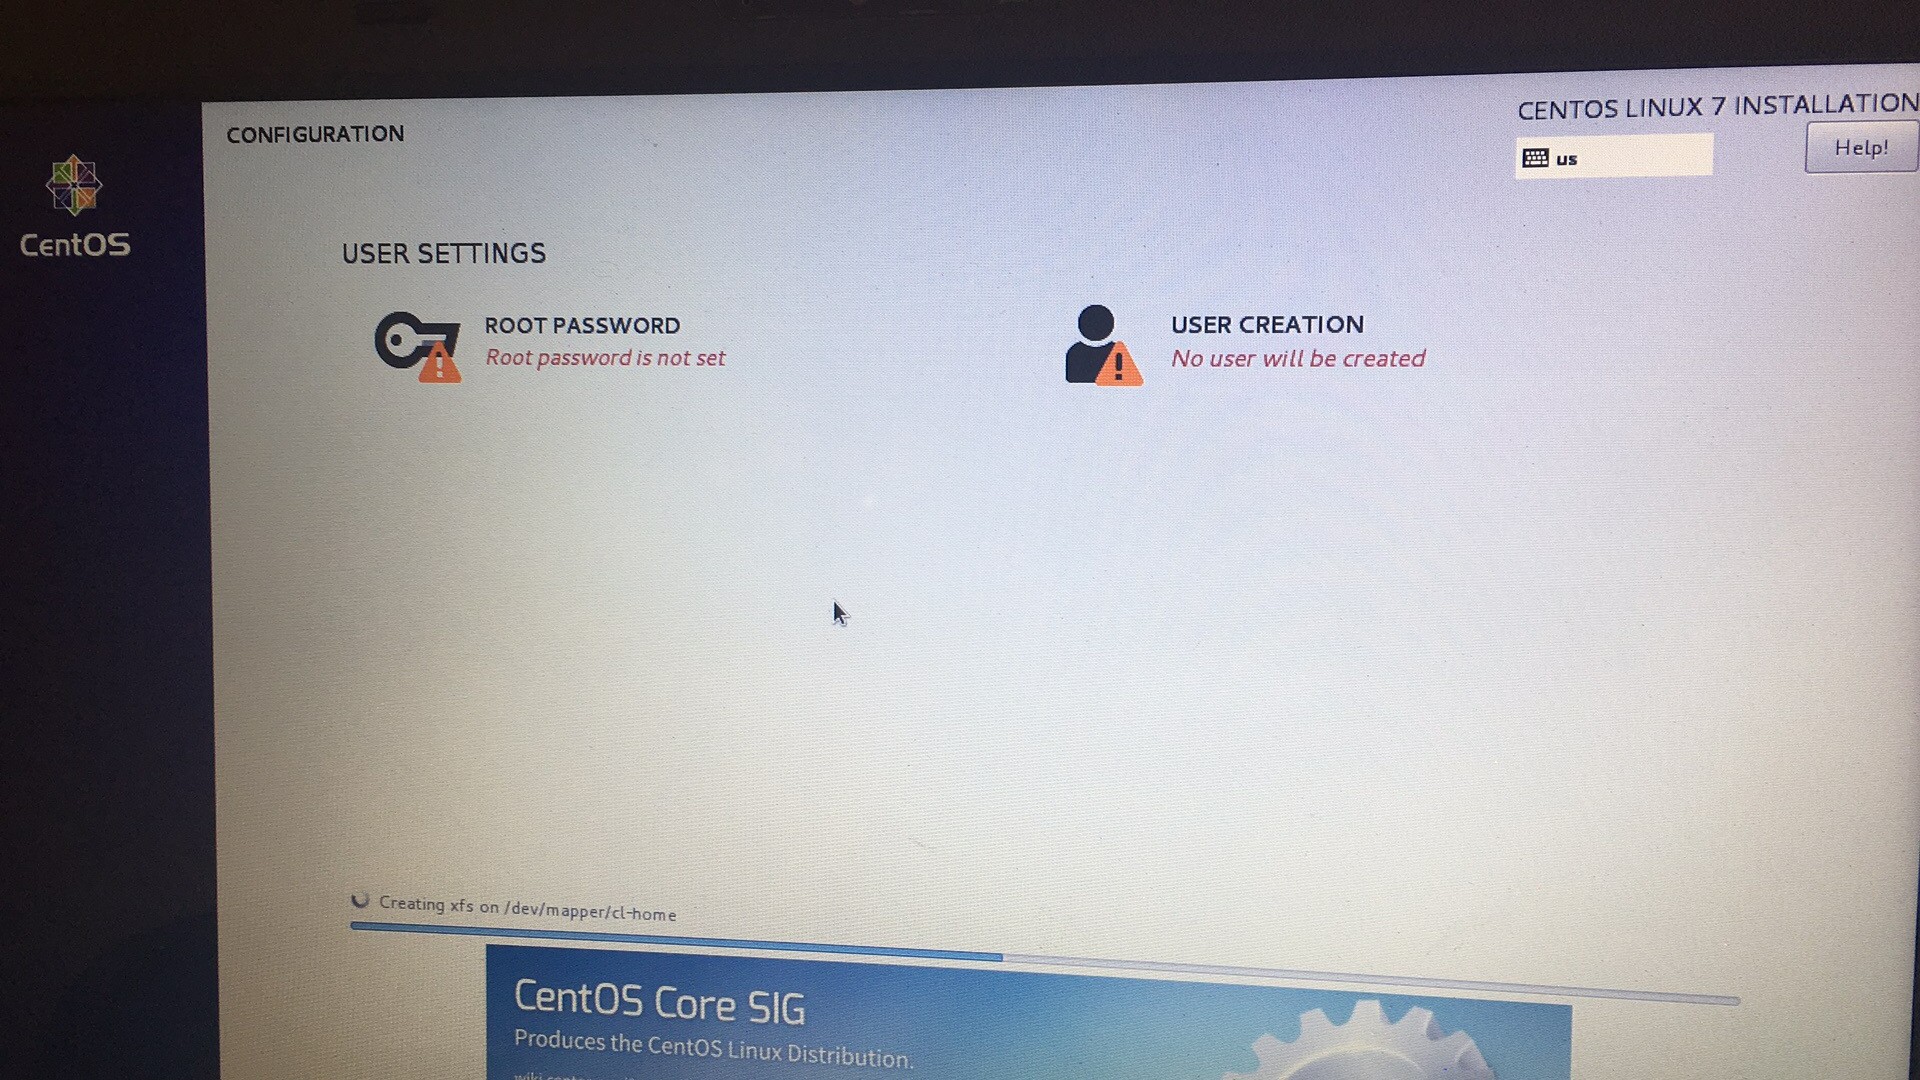 CONFIGURATION
CENTOS LINUX 7 INSTALLATION
us
Help!
CentOS
USER SETTINGS
ROOT PASSWORD
Root password is not set
USER CREATION
No user will be created
Creating xfs on /dev/mapper/cl-home
CentOS Core SIG
Produces the CentOS Linux Distribution.